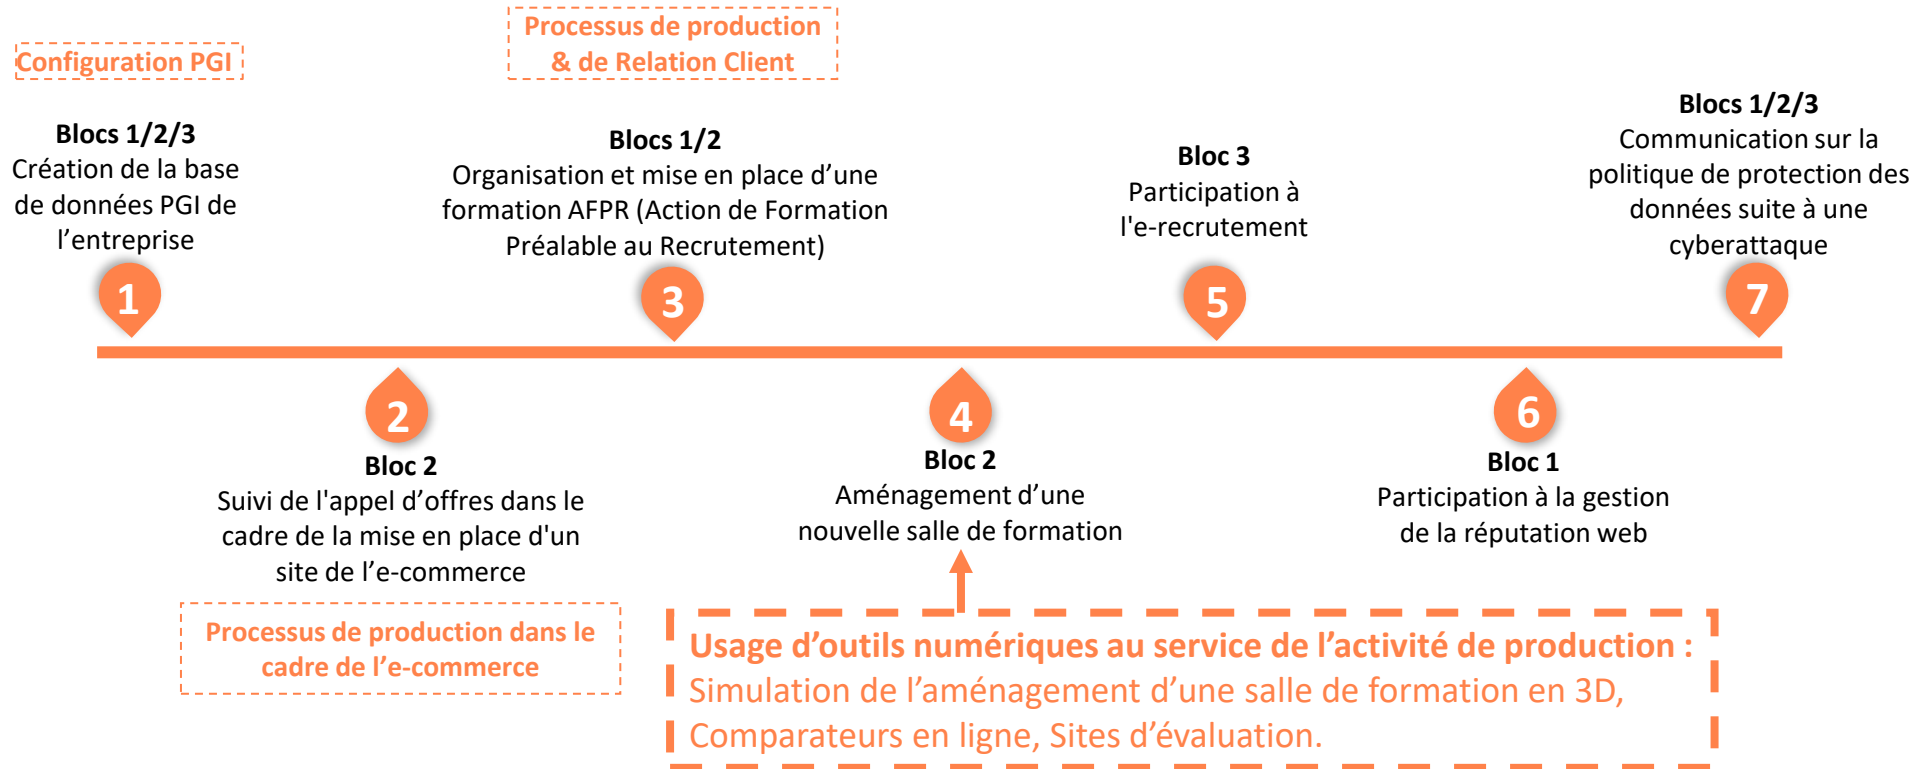 Configuration PGI
Blocs 1/2/3
Création de la base
de données PGI de
l’entreprise
1
Processus de production
& de Relation Client
Blocs 1/2
Organisation et mise en place d’une
formation AFPR (Action de Formation
Préalable au Recrutement)
3
Bloc 3
Participation à
l'e-recrutement
5
Blocs 1/2/3
Communication sur la
politique de protection des
données suite à une
cyberattaque
7
2
Bloc 2
Suivi de l'appel d’offres dans le
cadre de la mise en place d'un
site de l’e-commerce
Processus de production dans le
cadre de l’e-commerce
4
Bloc 2
Aménagement d’une
nouvelle salle de formation
Usage d’outils numériques au service de l’activité de production :
Simulation de l’aménagement d’une salle de formation en 3D,
Comparateurs en ligne, Sites d’évaluation.
6
Bloc 1
Participation à la gestion
de la réputation web